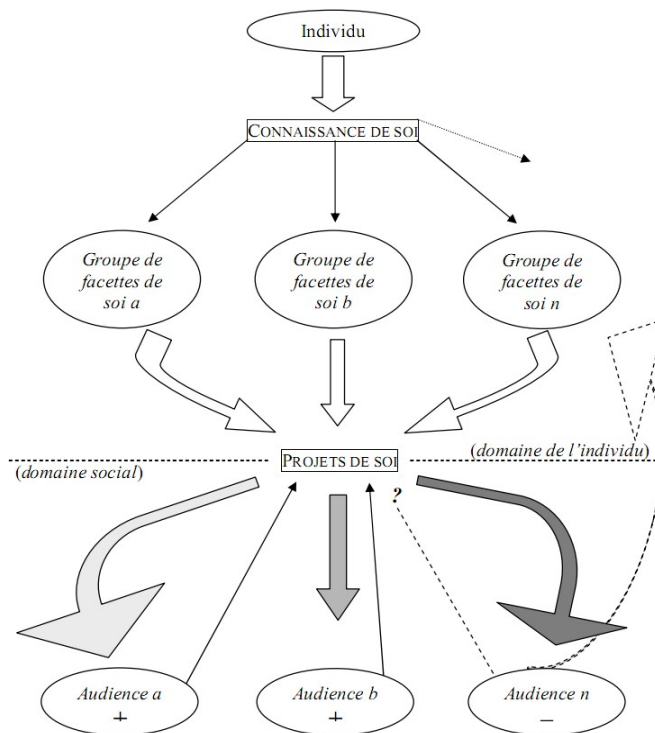 Individu
CONNAISSANCE DE SOI
Groupe de
facettes de
soi a
Groupe de
facettes de
soi b
Groupe de
facettes de
soi n
(domaine de l'individu)
PROJETS DE SOI
(domaine social)
?
Audience a
+
Audience b
+
Audience n
–